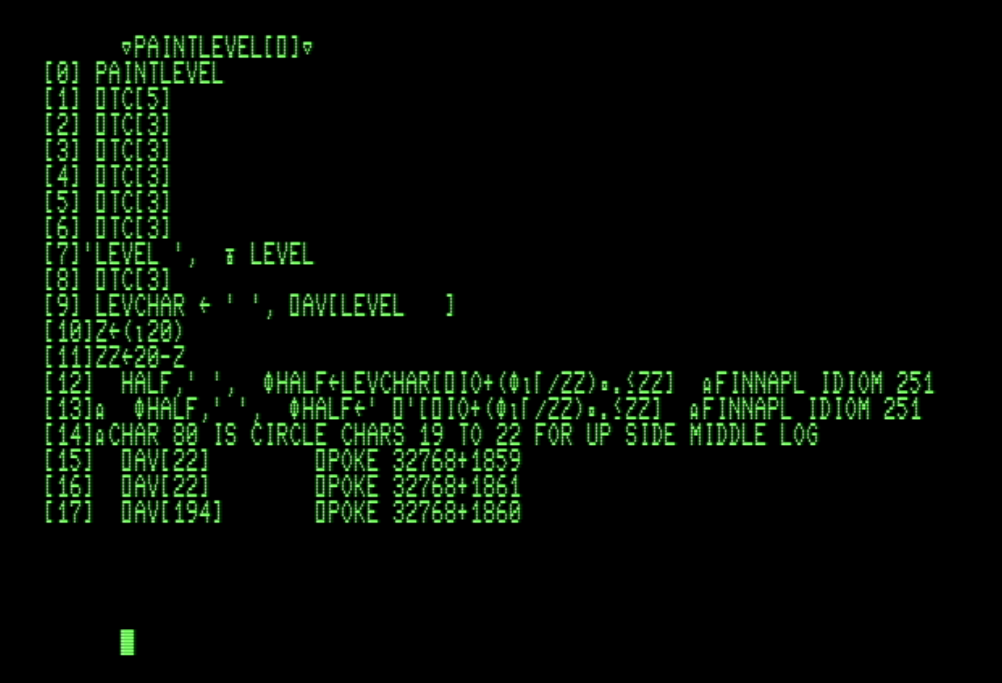 ∇PAINTLEVEL[⎕]∇
[0] PAINTLEVEL
[1] ⎕TC[5]
[2] ⎕TC[3]
[3] ⎕TC[3]
[4] ⎕TC[3]
[5] ⎕TC[3]
[6] ⎕TC[3]
[7]'LEVEL ',  ⍕ LEVEL
[8] ⎕TC[3]
[9] LEVCHAR ← ' ', ⎕AV[LEVEL   ]
[10]Z←(⍳20)
[11]ZZ←20-Z
[12]  HALF,' ',  ⌽HALF←LEVCHAR[⎕IO+(⌽⍳⌈/ZZ)∘.≤ZZ]  ⍝FINNAPL IDIOM 251
[13]⍝  ⌽HALF,' ',  ⌽HALF←' ⎕'[⎕IO+(⌽⍳⌈/ZZ)∘.≤ZZ]  ⍝FINNAPL IDIOM 251
[14]⍝CHAR 80 IS CIRCLE CHARS 19 TO 22 FOR UP SIDE MIDDLE LOG
[15]  ⎕AV[22]        ⎕POKE 32768+1859
[16]  ⎕AV[22]        ⎕POKE 32768+1861
[17]  ⎕AV[194]       ⎕POKE 32768+1860